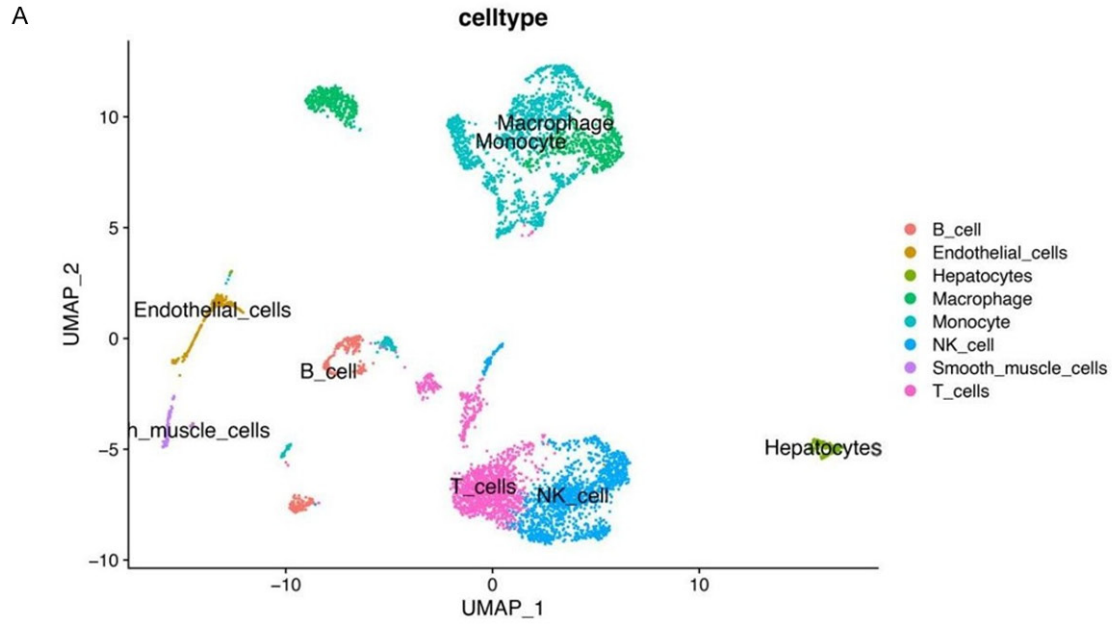 A
celltype
10
5
0
−5
−10
UMAP_2
Macrophage
Monocyte
Endothelial_cells
B_cell
h_muscle_cells
T_cells
NK_cell
Hepatocytes
−10
0
10
UMAP_1
B_cell
Endothelial_cells
Hepatocytes
Macrophage
Monocyte
NK_cell
Smooth_muscle_cells
T_cells